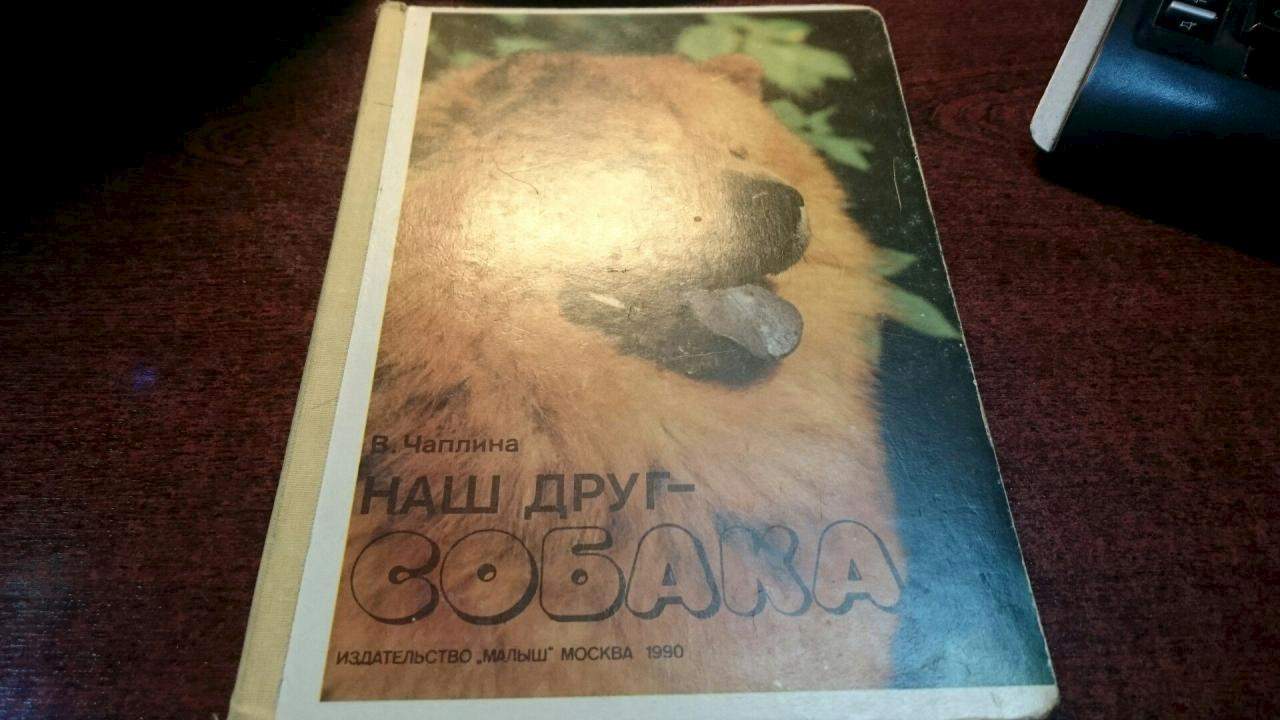 В. Чаплина
НАШ ДРУГ-
СОБАКА
ИЗДАТЕЛЬСТВО „МАЛЫШ" МОСКВА 1990